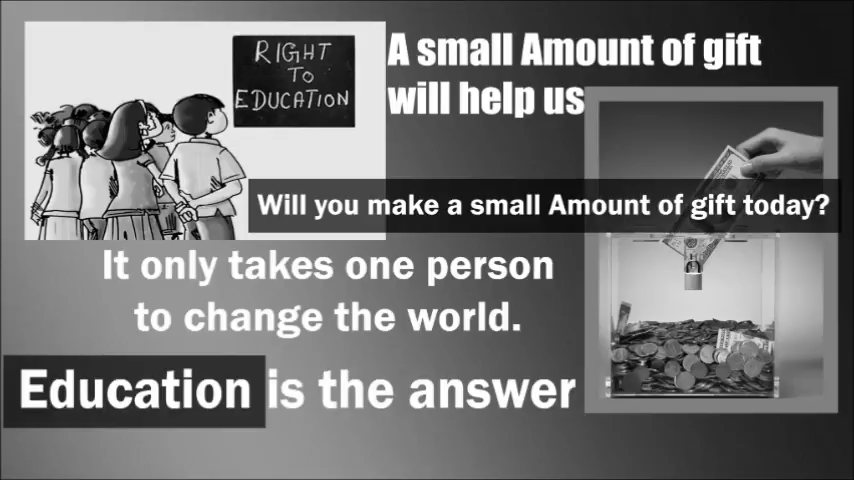 RIGHT
TO
EDUCATION
A small Amount of gift
will help us
Will you make a small Amount of gift today?
It only takes one person
to change the world.
Education is the answer